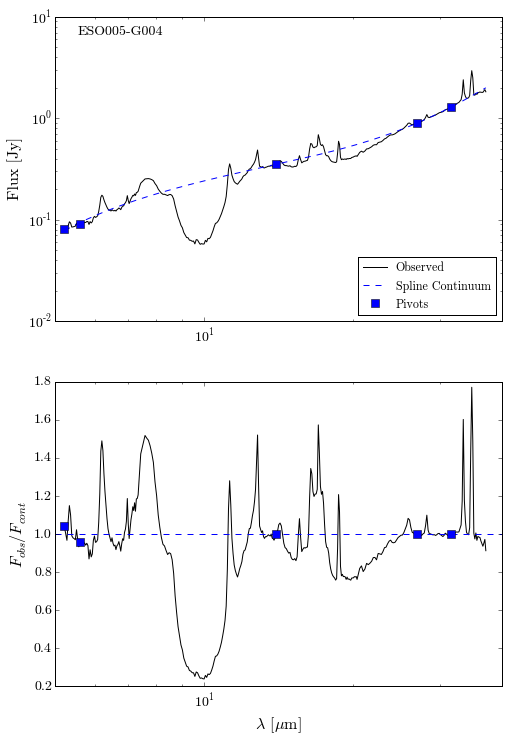 ESO005-G004
Flux [Jy]
10^1
10^0
10^-1
10^-2
10^1
Observed
Spline Continuum
Pivots
F_obs/F_cont
1.8
1.6
1.4
1.2
1.0
0.8
0.6
0.4
0.2
10^1
λ [μm]